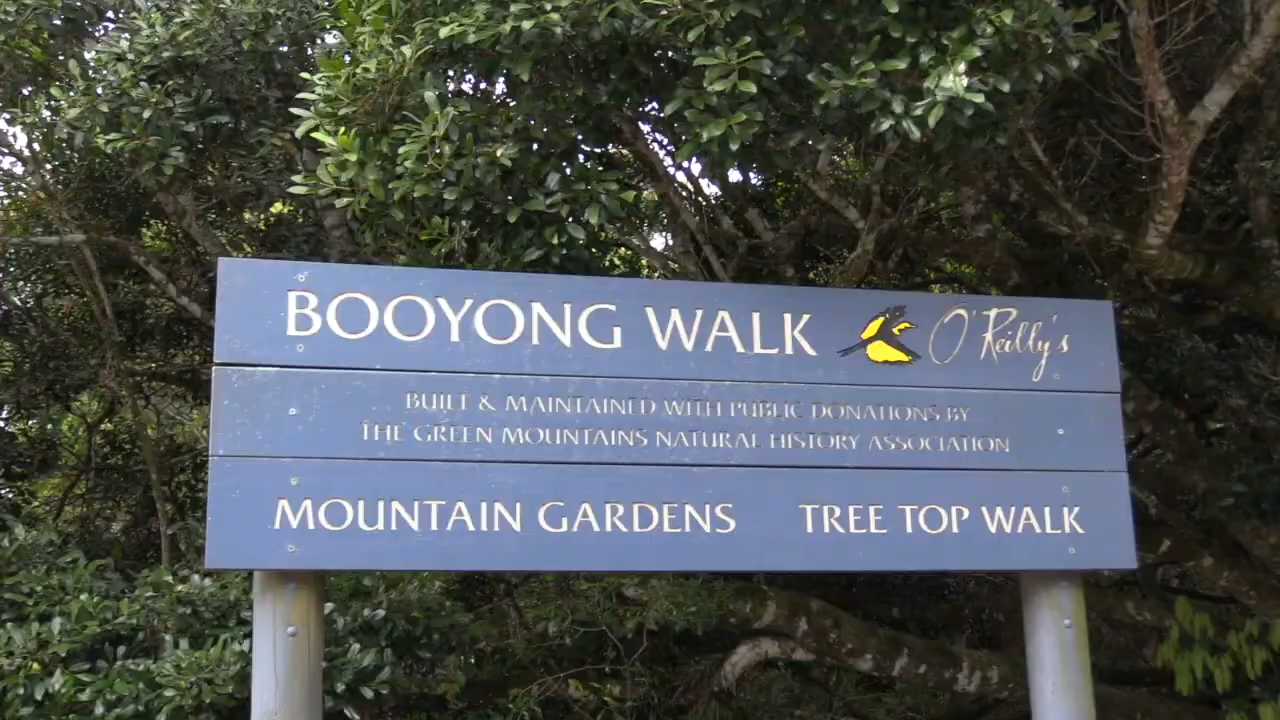 BOOYONG WALK O'Reilly's
BUILT & MAINTAINED WITH PUBLIC DONATIONS BY
THE GREEN MOUNTAINS NATURAL HISTORY ASSOCIATION
MOUNTAIN GARDENS TREE TOP WALK